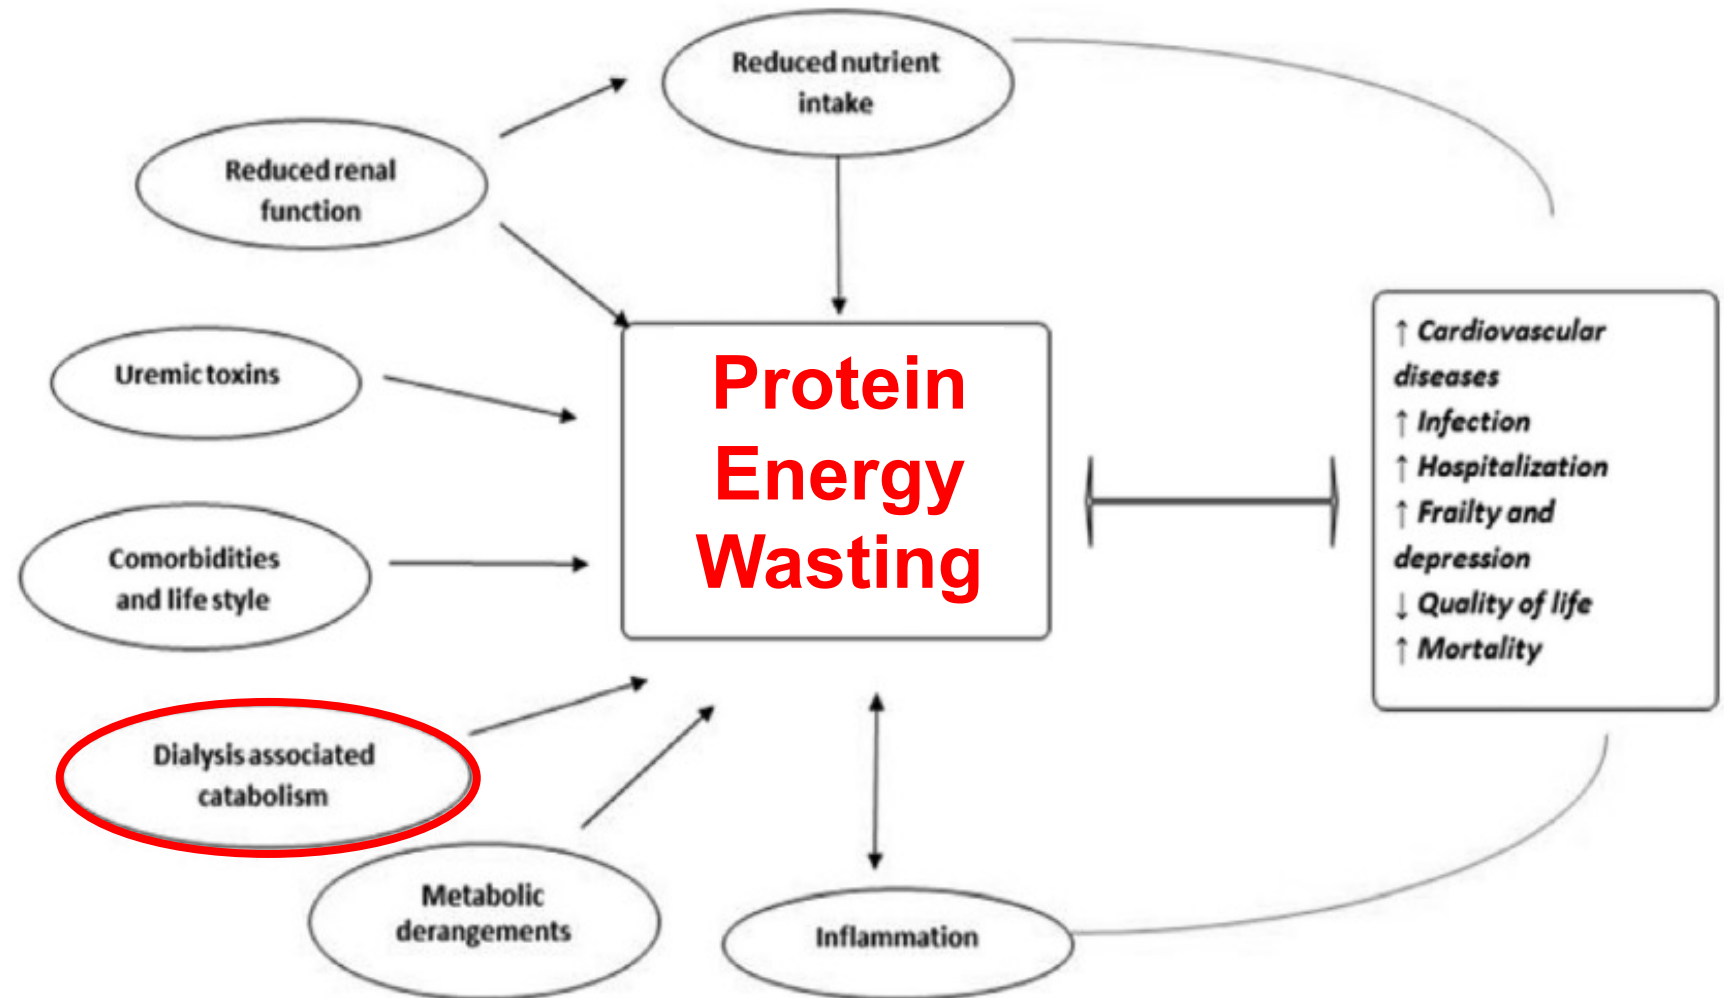 Reduced nutrient
intake
Reduced renal
function
Uremic toxins
Comorbidities
and life style
Dialysis associated
catabolism
Metabolic
derangements
Inflammation
Protein
Energy
Wasting
↑ Cardiovascular
diseases
↑ Infection
↑ Hospitalization
↑ Frailty and
depression
↓ Quality of life
↑ Mortality